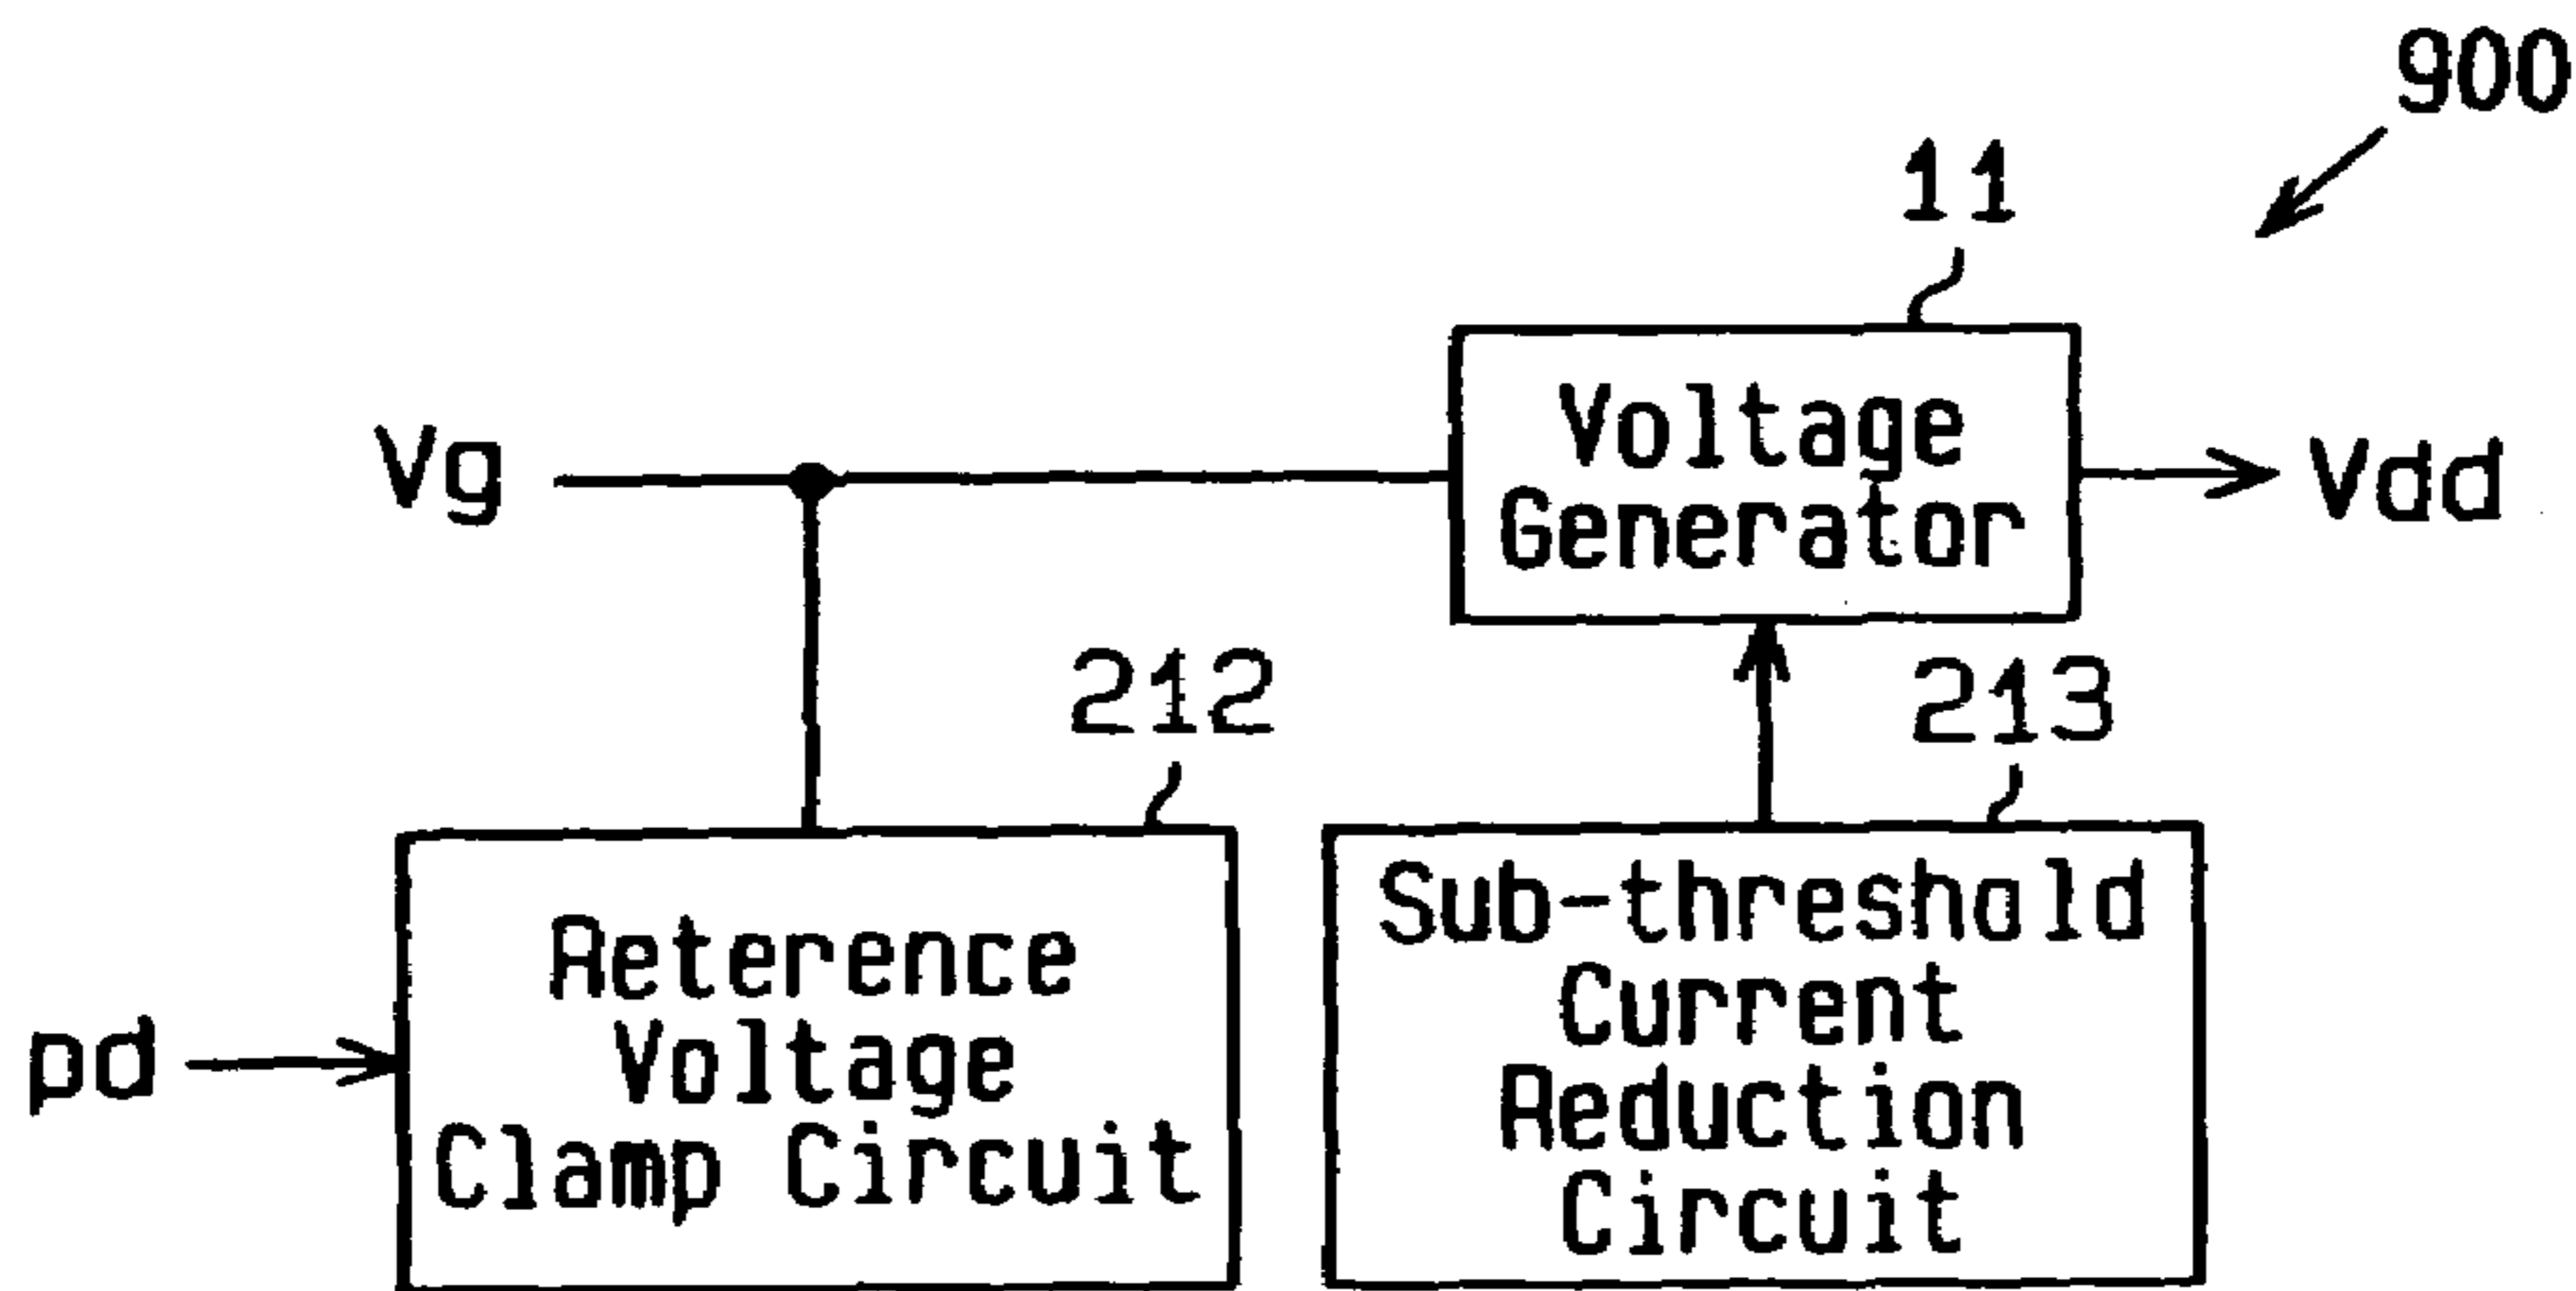 900
11
Vg
Voltage
Generator
Vdd
212
213
pd
Reterence
Voltage
Clamp Circuit
Sub-threshold
Current
Reduction
Circuit